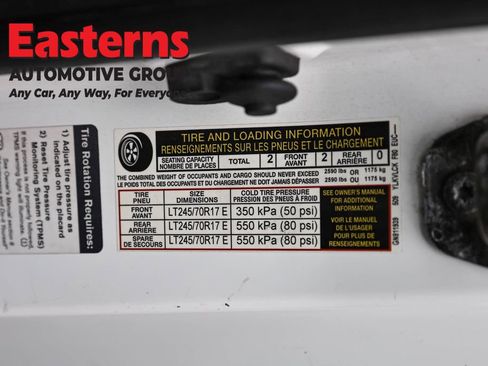 Easterns
AUTOMOTIVE GRO
Any Car, Any Way, For Every
Tire Rotation Requires:
1) Adjust tire pressure as
indicated on the placard
2) Reset Tire Pressure
Monitoring System (TPMS)
TIRE AND LOADING INFORMATION
RENSEIGNEMENTS SUR LES PNEUS ET LE CHARGEMENT
SEATING CAPACITY
NOMBRE DE PLACES
TOTAL 2
FRONT
AVANT 2
REAR
ARRIÈRE 0
THE COMBINED WEIGHT OF OCCUPANTS AND CARGO SHOULD NEVER EXCEED 2590 lbs OR 1175 kg
LE POIDS TOTAL DES OCCUPANTS ET DU CHARGEMENT NE DOIT JAMAIS DÉPASSER 2590 lbs OU 1175 kg
TIRE
PNEU
DIMENSIONS
COLD TIRE PRESSURE
PRESSION DES PNEUS À FROID
FRONT
AVANT LT245/70R17 E 350 kPa (50 psi)
REAR
ARRIÈRE LT245/70R17 E 550 kPa (80 psi)
SPARE
DE SECOURS LT245/70R17 E 550 kPa (80 psi)
SEE OWNER'S MANUAL
FOR ADDITIONAL
INFORMATION
VOIR LE MANUEL
DE L'USAGER
POUR PLUS DE
RENSEIGNEMENTS